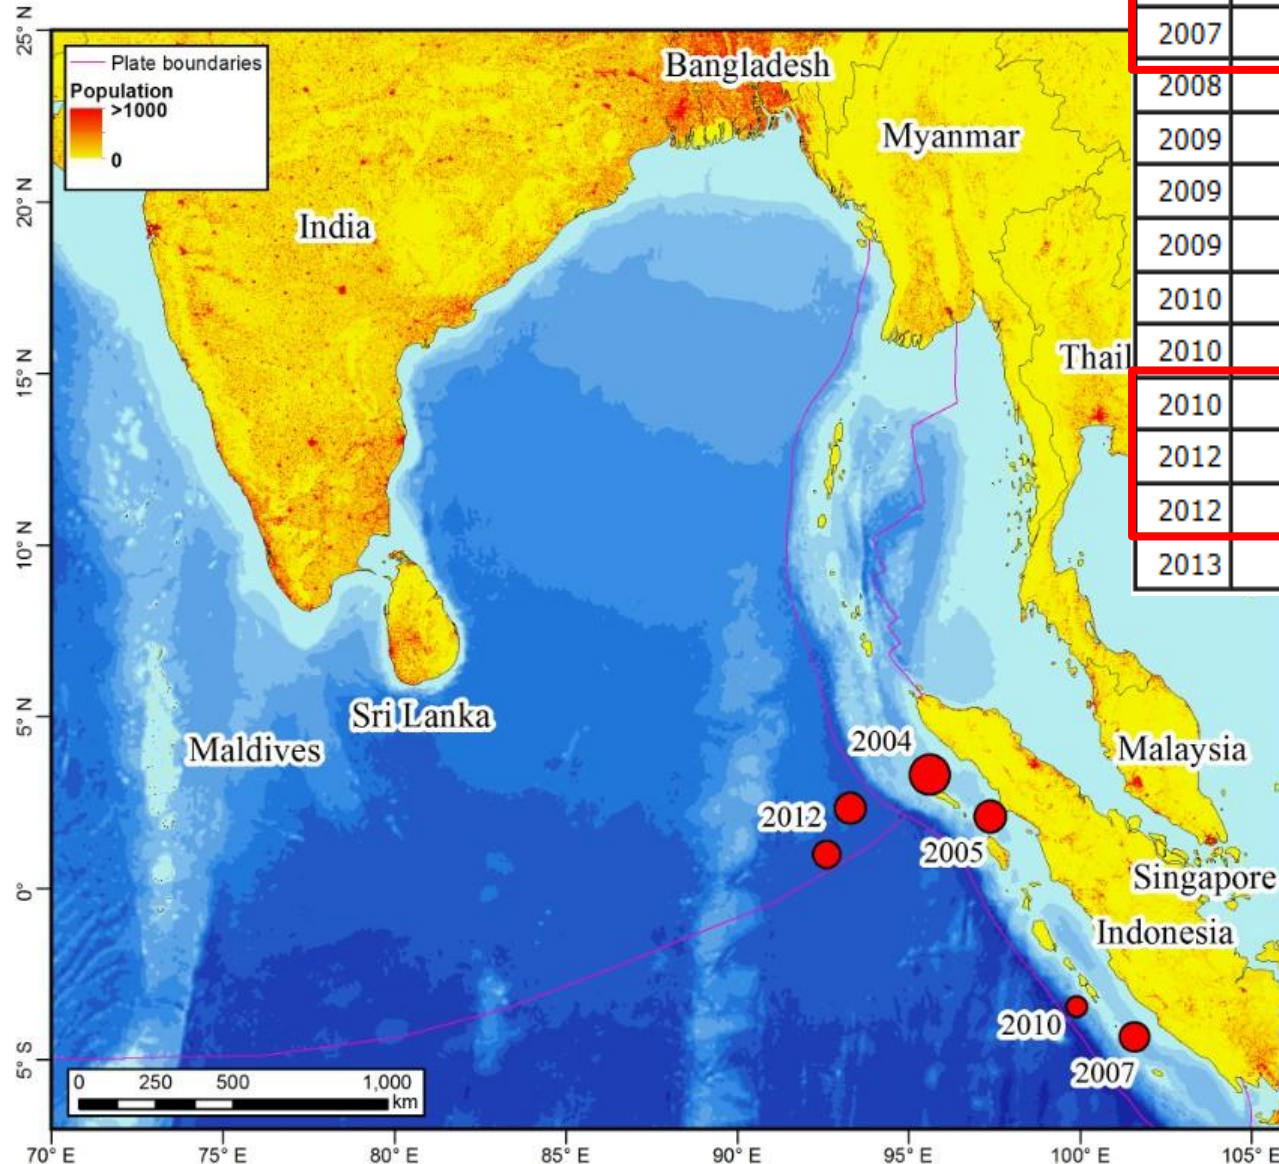 25° N
20° N
15° N
10° N
5° N
0°
5° S
Plate boundaries
Population
>1000
0
Bangladesh
Myanmar
India
Thail
Sri Lanka
Maldives
Malaysia
Singapore
Indonesia
2004
2012
2005
2010
2007
0 250 500 1,000
km
70° E 75° E 80° E 85° E 90° E 95° E 100° E 105° E
2007
2008
2009
2009
2009
2010
2010
2010
2012
2012
2013